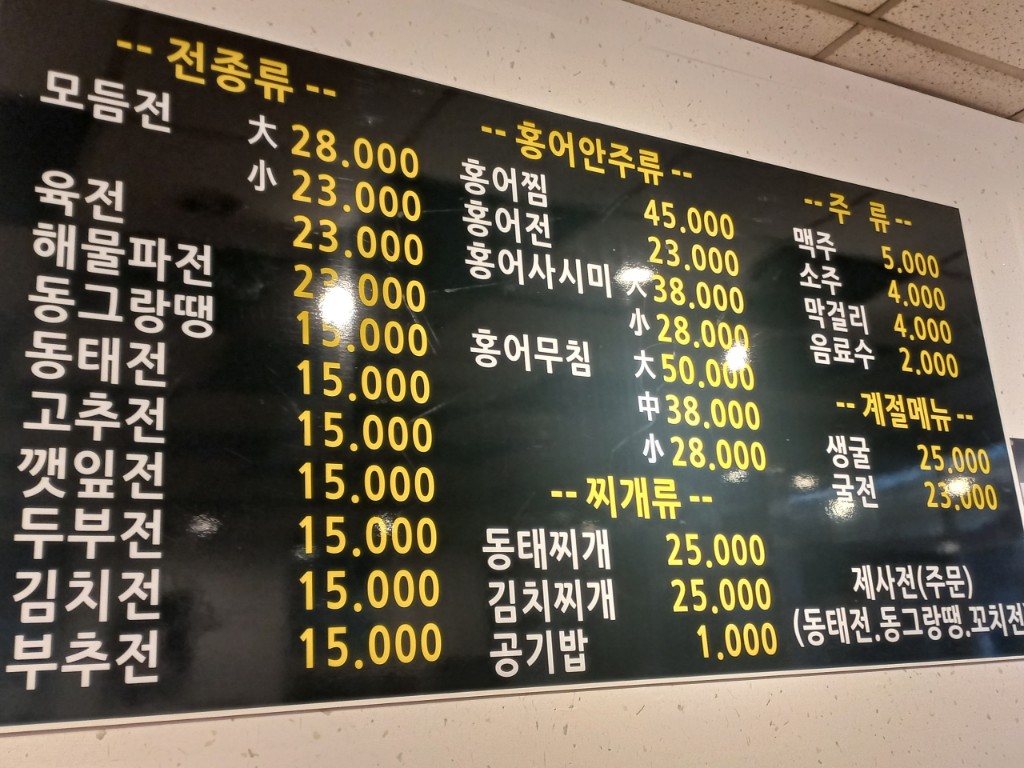 -- 전종류 --
모듬전 大 28.000
小 23.000
육전 23.000
해물파전 23.000
동그랑땡 15.000
동태전 15.000
고추전 15.000
깻잎전 15.000
두부전 15.000
김치전 15.000
부추전 15.000
-- 홍어안주류 --
홍어찜 45.000
홍어전 23.000
홍어사시미 大 38.000
小 28.000
홍어무침 大 50.000
中 38.000
小 28.000
-- 찌개류 --
동태찌개 25.000
김치찌개 25.000
공기밥 1.000
-- 주 류 --
맥주 5.000
소주 4.000
막걸리 4.000
음료수 2.000
-- 계절메뉴 --
생굴 25.000
굴전 23.000
제사전(주문)
(동태전.동그랑땡.꼬치전